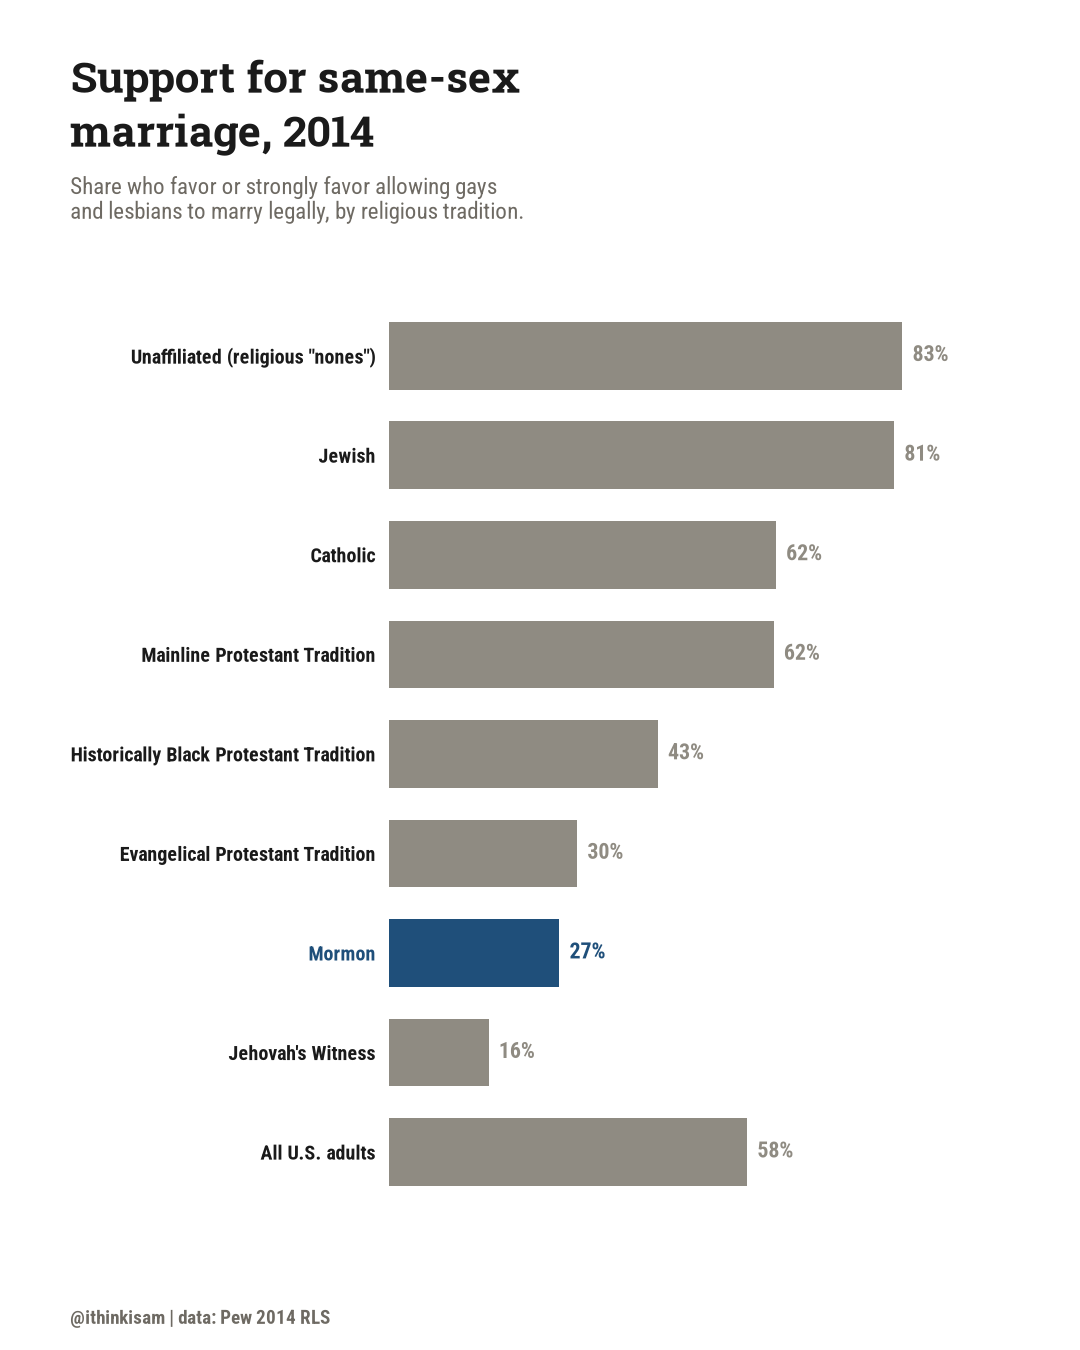 Support for same-sex
marriage, 2014
Share who favor or strongly favor allowing gays
and lesbians to marry legally, by religious tradition.
Unaffiliated (religious "nones") 83%
Jewish 81%
Catholic 62%
Mainline Protestant Tradition 62%
Historically Black Protestant Tradition 43%
Evangelical Protestant Tradition 30%
Mormon 27%
Jehovah's Witness 16%
All U.S. adults 58%
@ithinkisam | data: Pew 2014 RLS